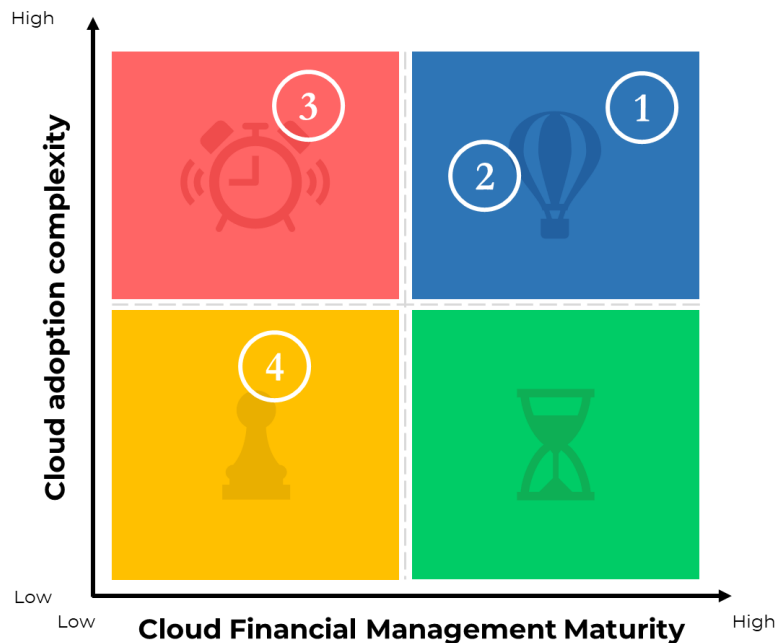 High
3
1
2
Cloud adoption complexity
4
Low
Low
Cloud Financial Management Maturity
High